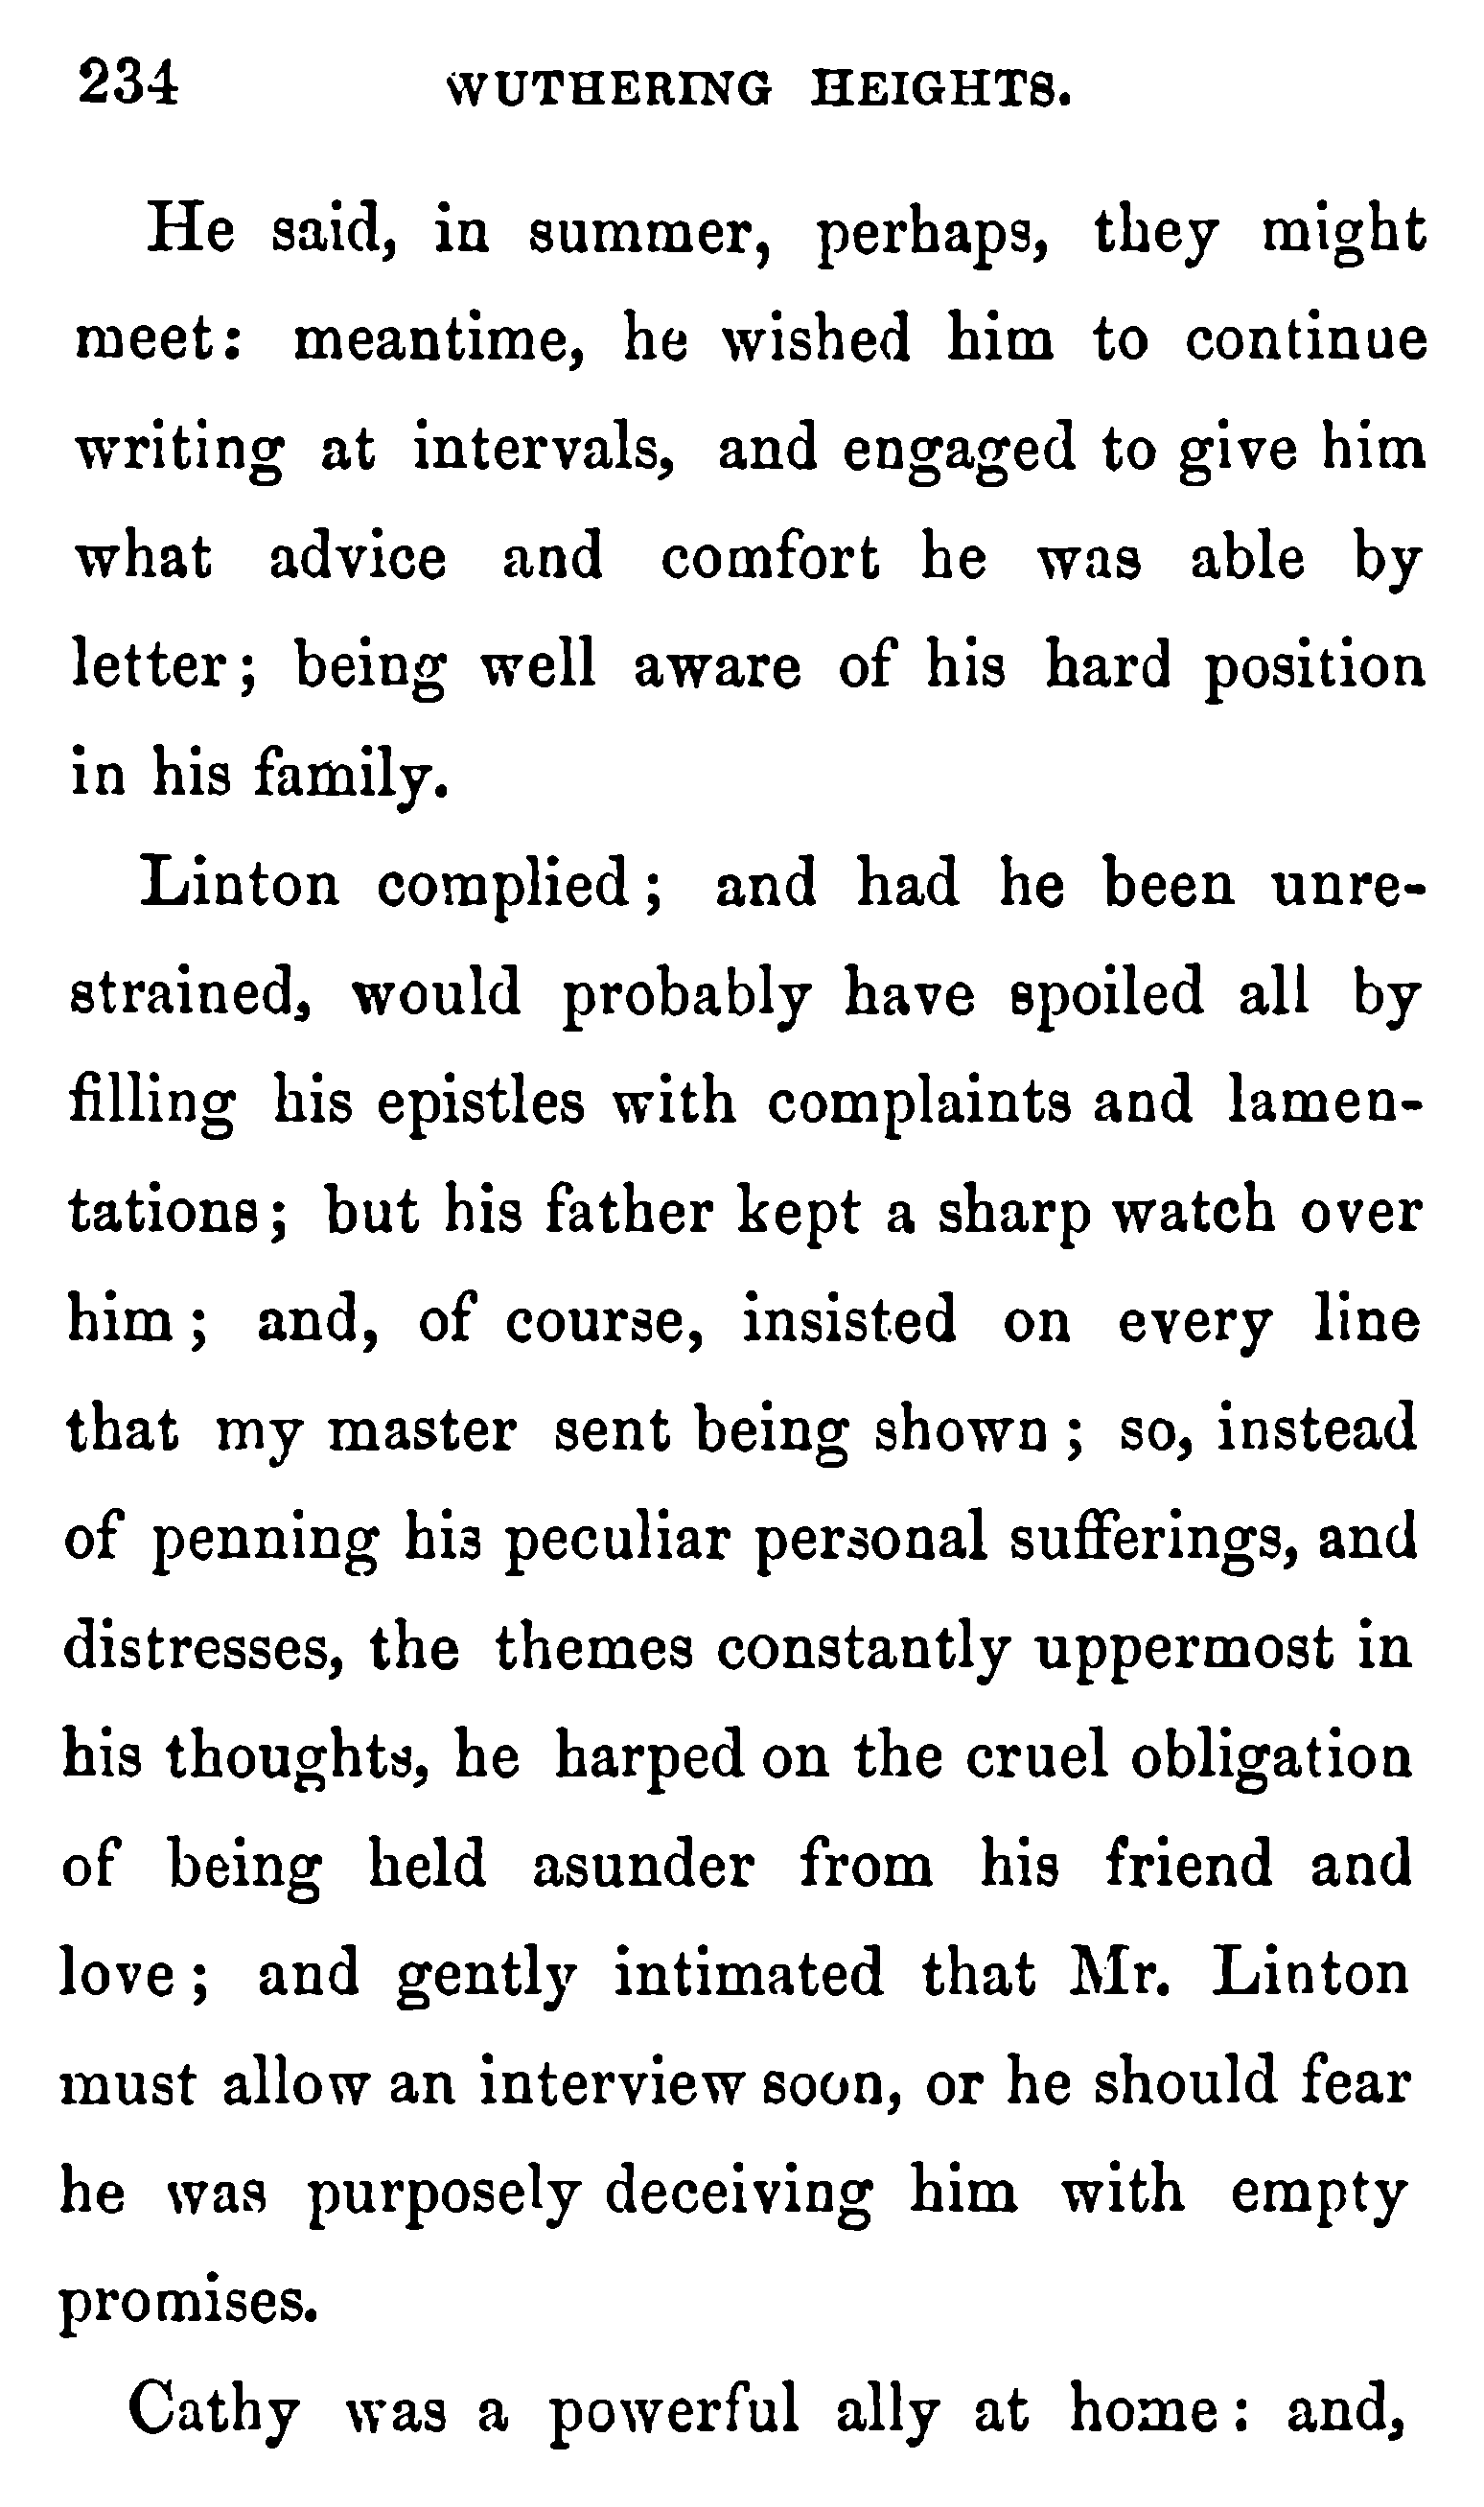 234 WUTHERING HEIGHTS.
He said, in summer, perhaps, they might
meet: meantime, he wished him to continue
writing at intervals, and engaged to give him
what advice and comfort he was able by
letter; being well aware of his hard position
in his family.
Linton complied; and had he been unre-
strained, would probably have spoiled all by
filling his epistles with complaints and lamen-
tations; but his father kept a sharp watch over
him; and, of course, insisted on every line
that my master sent being shown; so, instead
of penning his peculiar personal sufferings, and
distresses, the themes constantly uppermost in
his thoughts, he harped on the cruel obligation
of being held asunder from his friend and
love; and gently intimated that Mr. Linton
must allow an interview soon, or he should fear
he was purposely deceiving him with empty
promises.
Cathy was a powerful ally at home: and,